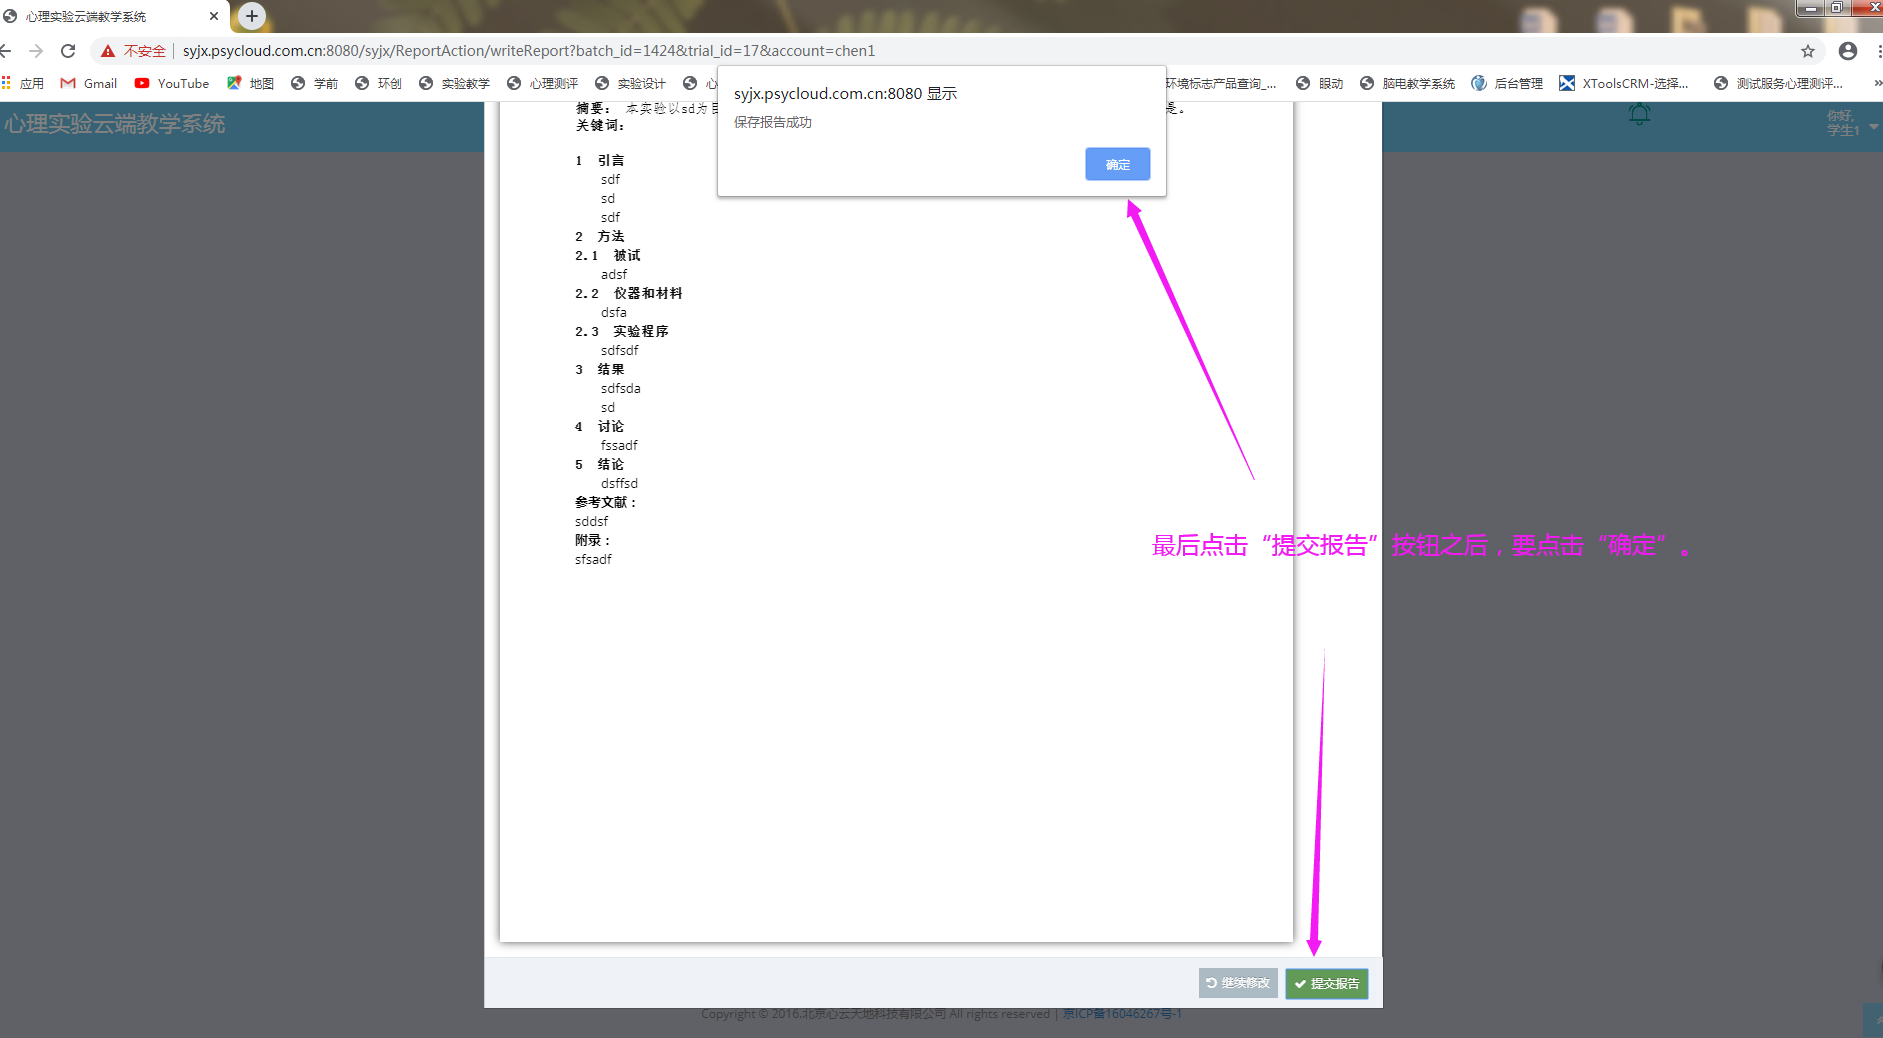 心理实验云端教学系统
不安全 syjx.psycloud.com.cn:8080/syjx/ReportAction/writeReport?batch_id=1424&trial_id=17&account=chen1
应用 Gmail YouTube 地图 学前 环创 实验教学 心理测评 实验设计 心 环境标志产品查询_... 眼动 脑电教学系统 后台管理 XToolsCRM-选择... 测试服务心理测评... »
syjx.psycloud.com.cn:8080 显示
保存报告成功
确定
心理实验云端教学系统
你好,
学生1
摘要： 本实验以sd为 是。
关键词：
1 引言
sdf
sd
sdf
2 方法
2.1 被试
adsf
2.2 仪器和材料
dsfa
2.3 实验程序
sdfsdf
3 结果
sdfsda
sd
4 讨论
fssadf
5 结论
dsffsd
参考文献：
sddsf
附录：
sfsadf
最后点击“提交报告”按钮之后，要点击“确定”。
继续修改 提交报告
Copyright © 2016.北京心云天地科技有限公司 All rights reserved | 京ICP备16046267号-1